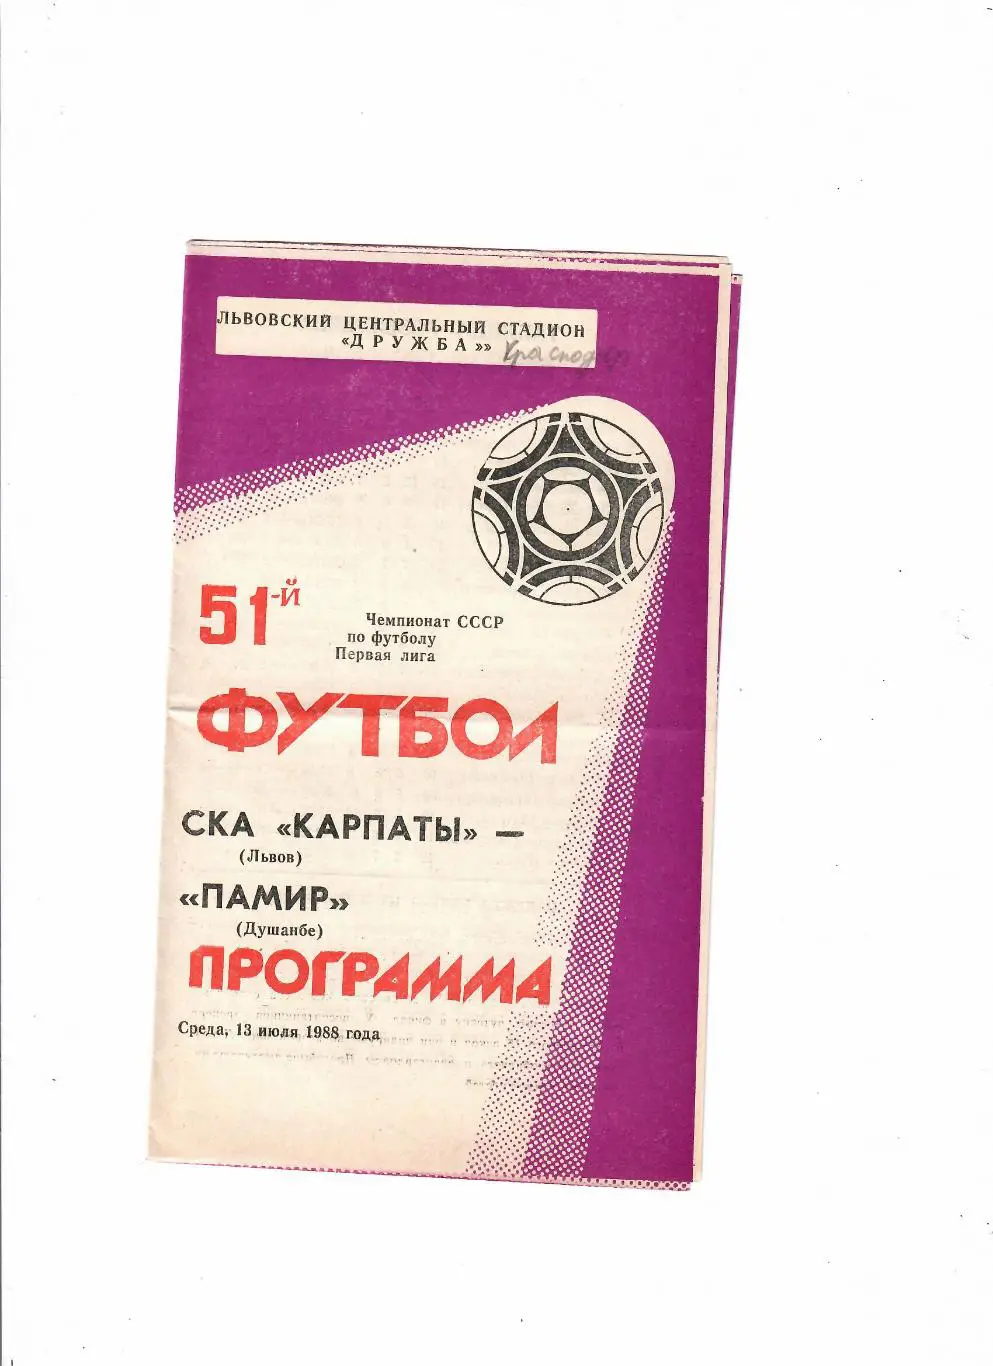 ЛЬВОВСКИЙ ЦЕНТРАЛЬНЫЙ СТАДИОН
«ДРУЖБА»»
Краснодар
51-й
Чемпионат СССР
по футболу
Первая лига
ФУТБОЛ
СКА «КАРПАТЫ» —
(Львов)
«ПАМИР»
(Душанбе)
ПРОГРАММА
Среда, 13 июля 1988 года